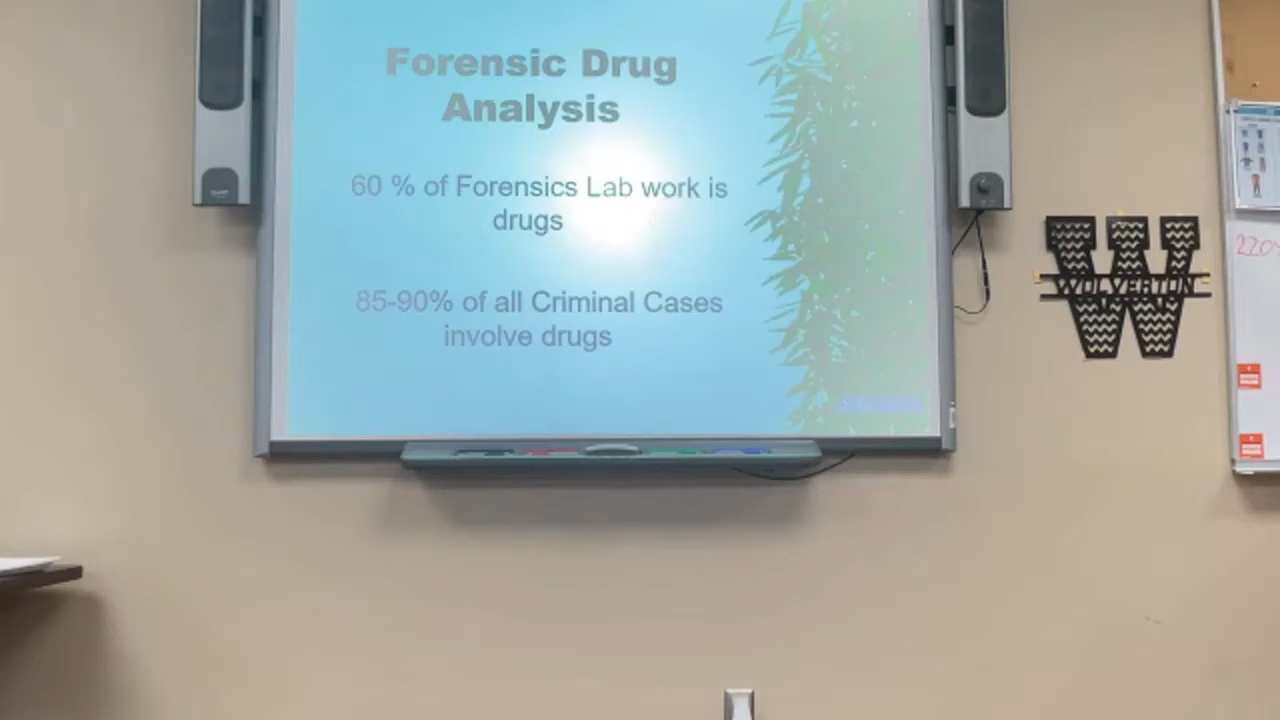 Forensic Drug
Analysis
60 % of Forensics Lab work is
drugs
85-90% of all Criminal Cases
involve drugs
W
WOLVERTON